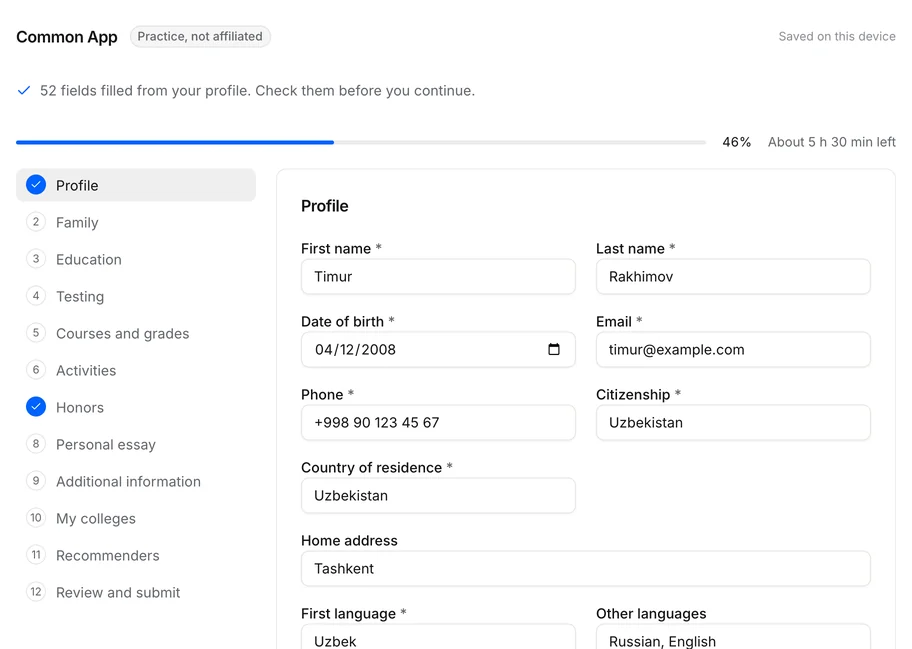 Common App
Practice, not affiliated
Saved on this device
52 fields filled from your profile. Check them before you continue.
46%
About 5 h 30 min left
Profile
2 Family
3 Education
4 Testing
5 Courses and grades
6 Activities
Honors
8 Personal essay
9 Additional information
10 My colleges
11 Recommenders
12 Review and submit
Profile
First name *
Timur
Last name *
Rakhimov
Date of birth *
04/12/2008
Email *
timur@example.com
Phone *
+998 90 123 45 67
Citizenship *
Uzbekistan
Country of residence *
Uzbekistan
Home address
Tashkent
First language *
Uzbek
Other languages
Russian, English